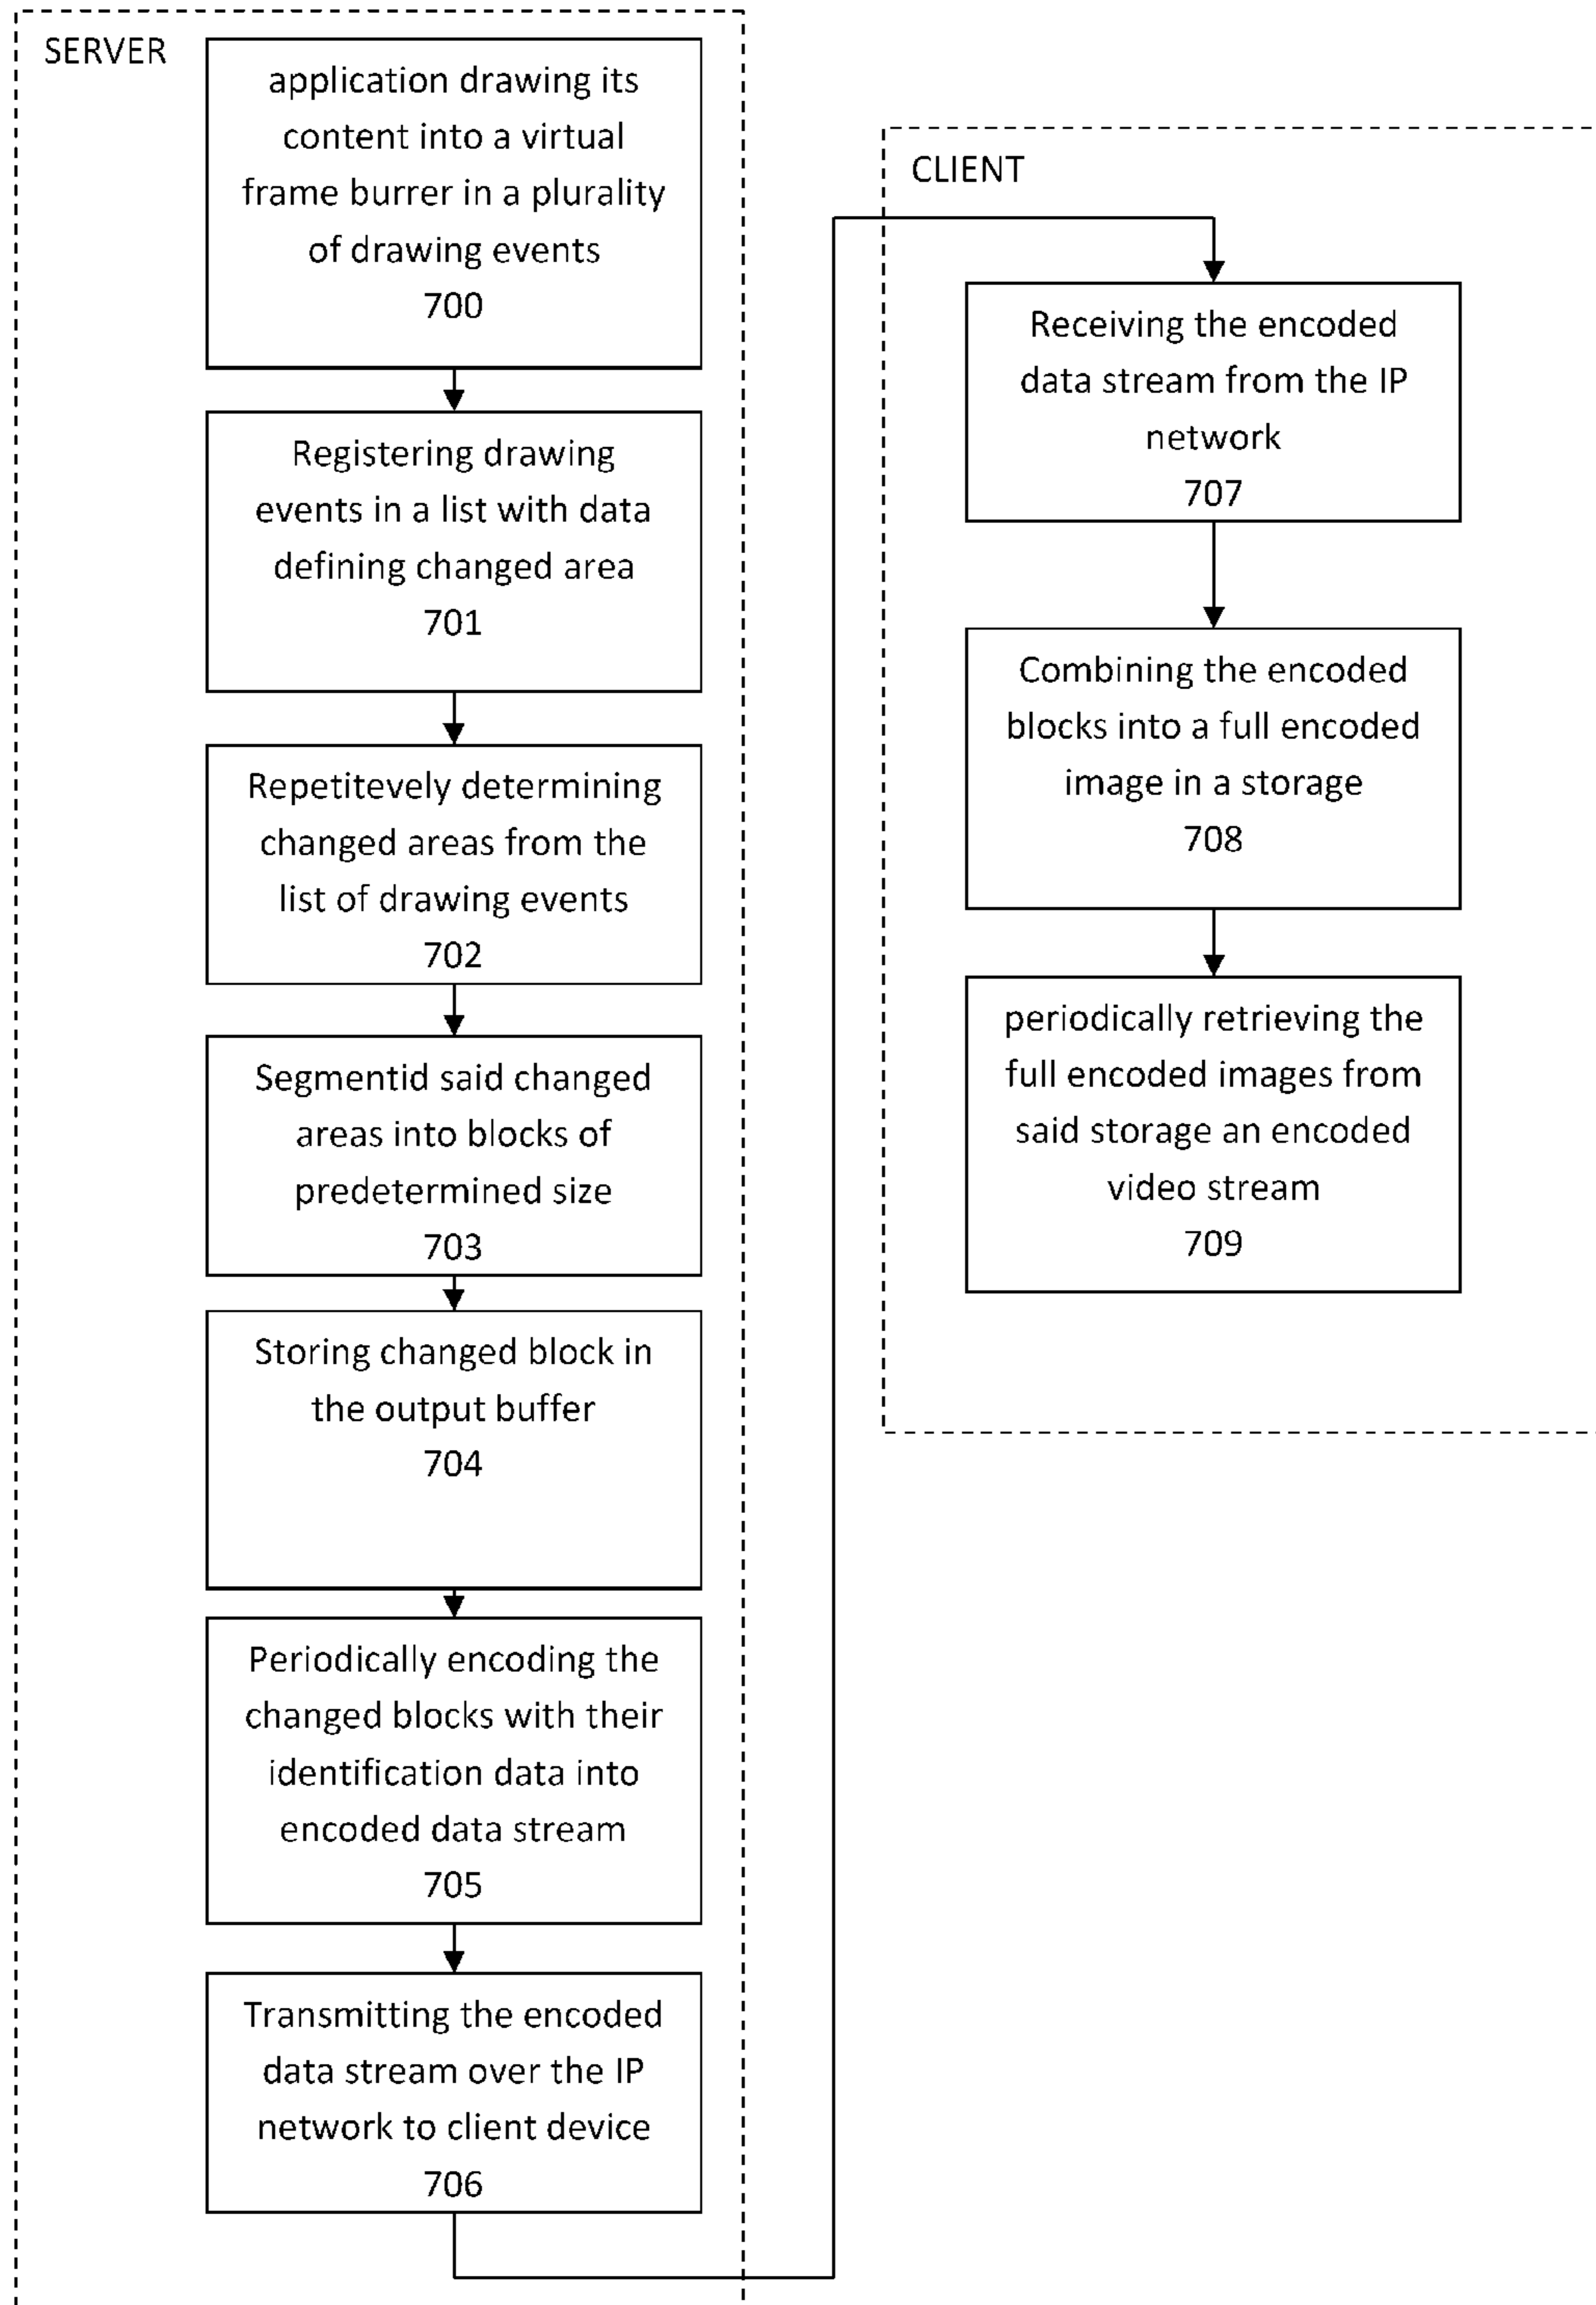 SERVER
application drawing its
content into a virtual
frame burrer in a plurality
of drawing events
700
Registering drawing
events in a list with data
defining changed area
701
Repetitevely determining
changed areas from the
list of drawing events
702
Segmentid said changed
areas into blocks of
predetermined size
703
Storing changed block in
the output buffer
704
Periodically encoding the
changed blocks with their
identification data into
encoded data stream
705
Transmitting the encoded
data stream over the IP
network to client device
706
CLIENT
Receiving the encoded
data stream from the IP
network
707
Combining the encoded
blocks into a full encoded
image in a storage
708
periodically retrieving the
full encoded images from
said storage an encoded
video stream
709